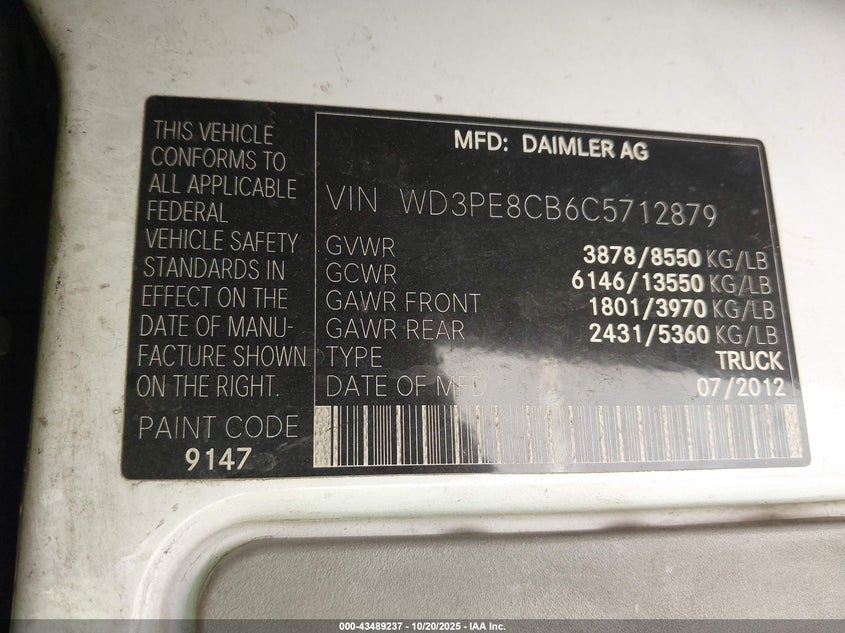 THIS VEHICLE
CONFORMS TO
ALL APPLICABLE
FEDERAL
VEHICLE SAFETY
STANDARDS IN
EFFECT ON THE
DATE OF MANU-
FACTURE SHOWN
ON THE RIGHT.
PAINT CODE
9147
MFD: DAIMLER AG
VIN WD3PE8CB6C5712879
GVWR 3878/8550 KG/LB
GCWR 6146/13550 KG/LB
GAWR FRONT 1801/3970 KG/LB
GAWR REAR 2431/5360 KG/LB
TYPE TRUCK
DATE OF MFD 07/2012
000-43489237 - 10/20/2025 - IAA Inc.